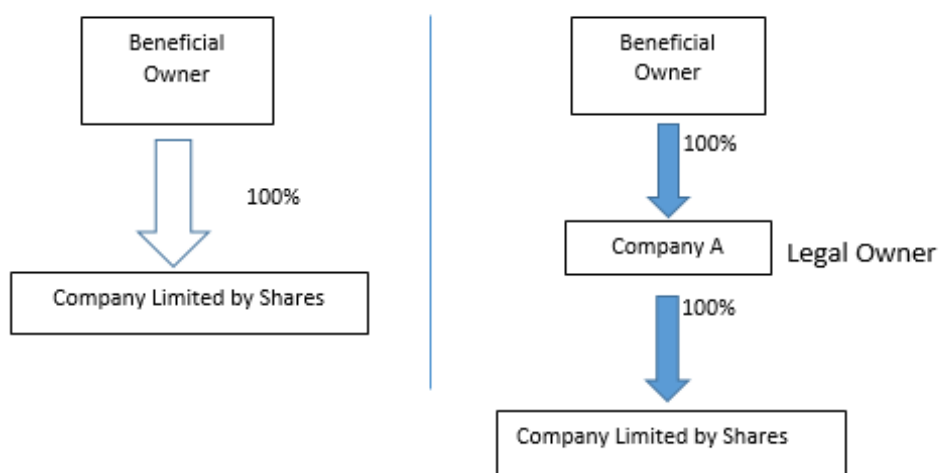 Beneficial
Owner
100%
Company Limited by Shares
Beneficial
Owner
100%
Company A
Legal Owner
100%
Company Limited by Shares